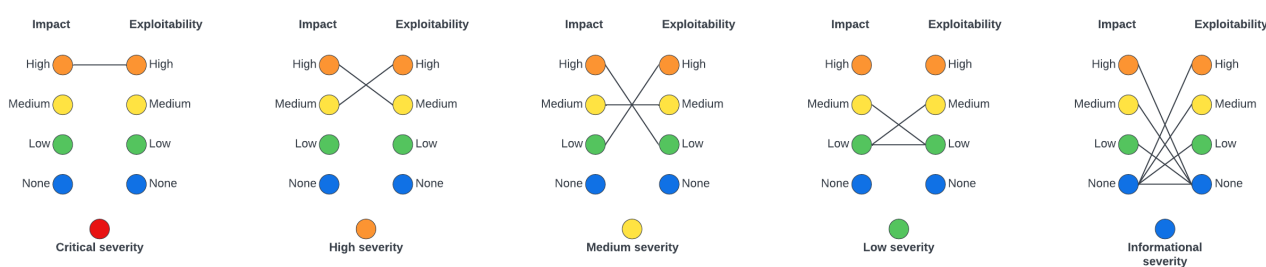 Impact Exploitability Impact Exploitability Impact Exploitability Impact Exploitability Impact Exploitability
High High High High High High High High High High
Medium Medium Medium Medium Medium Medium Medium Medium Medium Medium
Low Low Low Low Low Low Low Low Low Low
None None None None None None None None None None
Critical severity High severity Medium severity Low severity Informational
severity